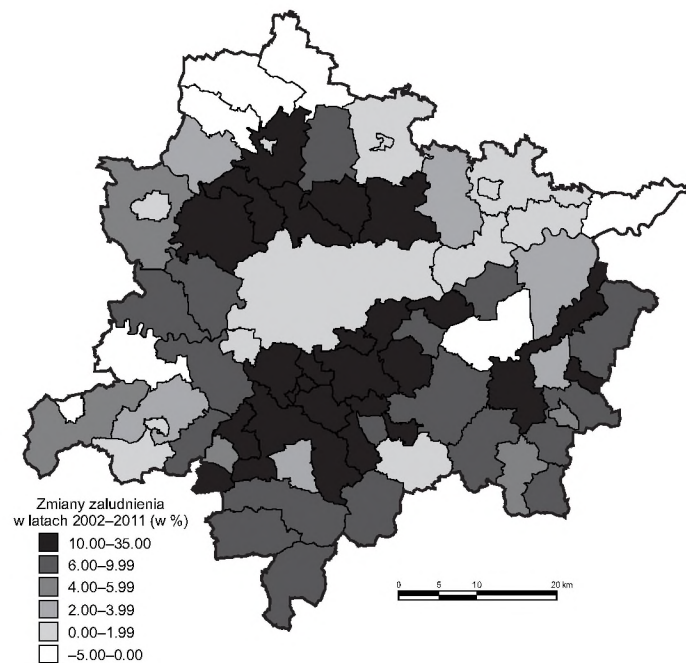 Zmiany zaludnienia
w latach 2002–2011 (w %)
10.00–35.00
6.00–9.99
4.00–5.99
2.00–3.99
0.00–1.99
–5.00–0.00
0 5 10 20 km